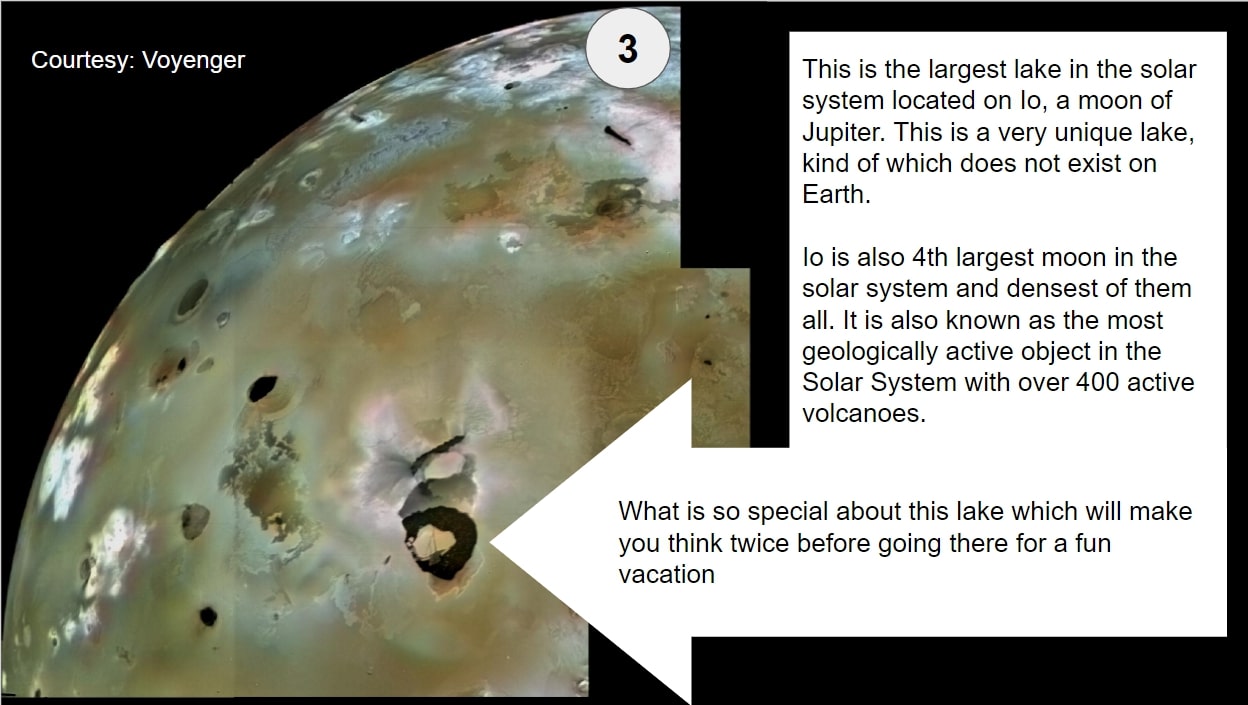 Courtesy: Voyenger
3
This is the largest lake in the solar
system located on Io, a moon of
Jupiter. This is a very unique lake,
kind of which does not exist on
Earth.
Io is also 4th largest moon in the
solar system and densest of them
all. It is also known as the most
geologically active object in the
Solar System with over 400 active
volcanoes.
What is so special about this lake which will make
you think twice before going there for a fun
vacation